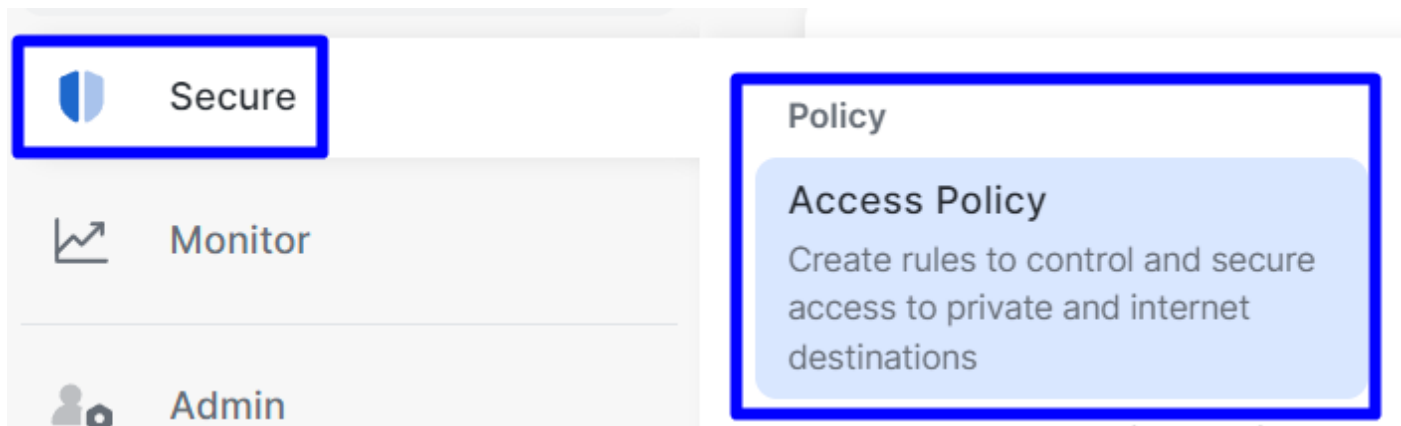 Secure
Monitor
Admin
Policy
Access Policy
Create rules to control and secure
access to private and internet
destinations